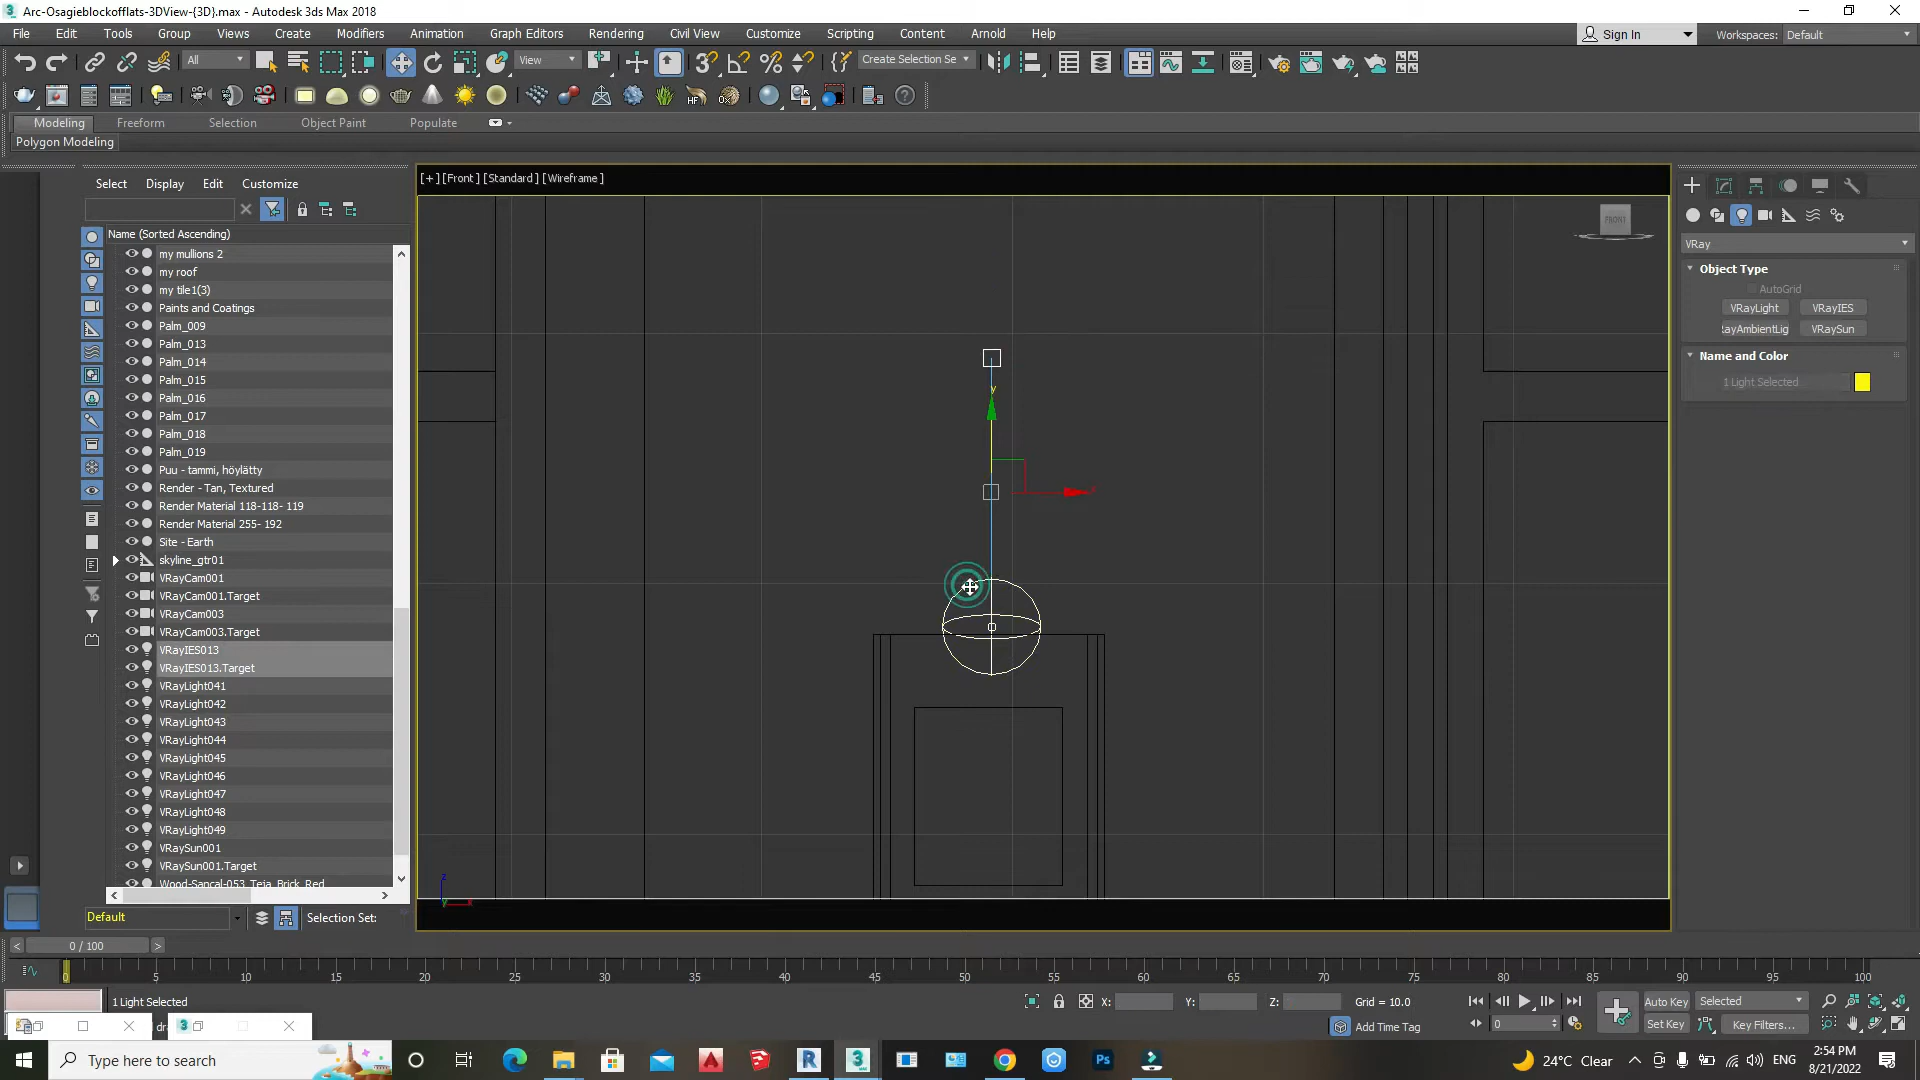 Arc-Osagieblockofflats-3DView-{3D}.max - Autodesk 3ds Max 2018
File Edit Tools Group Views Create Modifiers Animation Graph Editors Rendering Civil View Customize Scripting Content Arnold Help
Sign In Workspaces: Default
All View Create Selection Se
HF
Modeling Freeform Selection Object Paint Populate
Polygon Modeling
Select Display Edit Customize
[+] [Front] [Standard] [Wireframe]
FRONT
Name (Sorted Ascending)
my mullions 2
my roof
my tile1(3)
Paints and Coatings
Palm_009
Palm_013
Palm_014
Palm_015
Palm_016
Palm_017
Palm_018
Palm_019
Puu - tammi, höylätty
Render - Tan, Textured
Render Material 118-118- 119
Render Material 255- 192
Site - Earth
skyline_gtr01
VRayCam001
VRayCam001.Target
VRayCam003
VRayCam003.Target
VRayIES013
VRayIES013.Target
VRayLight041
VRayLight042
VRayLight043
VRayLight044
VRayLight045
VRayLight046
VRayLight047
VRayLight048
VRayLight049
VRaySun001
VRaySun001.Target
Wood-Sancal-053_Teja_Brick_Red
Default Selection Set:
y
x
z
VRay
Object Type
AutoGrid
VRayLight VRayIES
RayAmbientLig VRaySun
Name and Color
1 Light Selected
< 0 / 100 >
0 5 10 15 20 25 30 35 40 45 50 55 60 65 70 75 80 85 90 95 100
1 Light Selected
X: Y: Z: Grid = 10.0
Add Time Tag
Auto Key Selected
0 Set Key Key Filters...
Type here to search
24°C Clear ENG
2:54 PM
8/21/2022